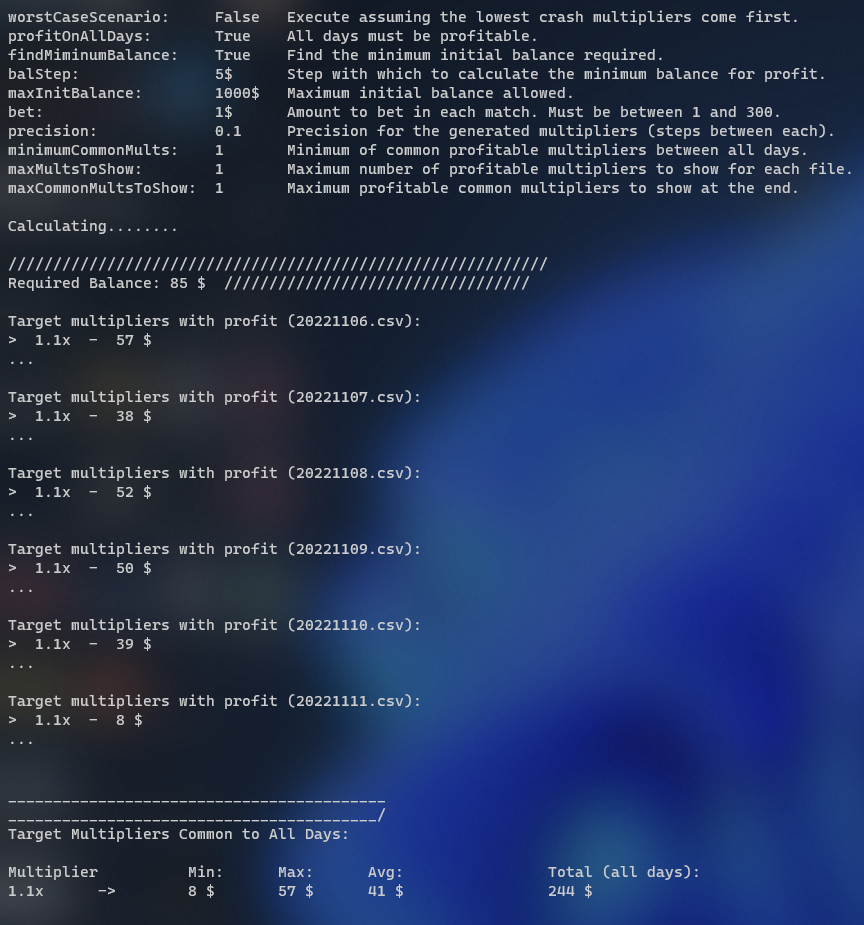 worstCaseScenario:     False   Execute assuming the lowest crash multipliers come first.
profitOnAllDays:       True    All days must be profitable.
findMiminumBalance:    True    Find the minimum initial balance required.
balStep:               5$      Step with which to calculate the minimum balance for profit.
maxInitBalance:        1000$   Maximum initial balance allowed.
bet:                   1$      Amount to bet in each match. Must be between 1 and 300.
precision:             0.1     Precision for the generated multipliers (steps between each).
minimumCommonMults:    1       Minimum of common profitable multipliers between all days.
maxMultsToShow:        1       Maximum number of profitable multipliers to show for each file.
maxCommonMultsToShow:  1       Maximum profitable common multipliers to show at the end.
Calculating........
////////////////////////////////////////////////////////////
Required Balance: 85 $  //////////////////////////////////
Target multipliers with profit (20221106.csv):
>  1.1x  -  57 $
...
Target multipliers with profit (20221107.csv):
>  1.1x  -  38 $
...
Target multipliers with profit (20221108.csv):
>  1.1x  -  52 $
...
Target multipliers with profit (20221109.csv):
>  1.1x  -  50 $
...
Target multipliers with profit (20221110.csv):
>  1.1x  -  39 $
...
Target multipliers with profit (20221111.csv):
>  1.1x  -  8 $
...
__________________________________________
_________________________________________/
Target Multipliers Common to All Days:
Multiplier          Min:      Max:      Avg:                Total (all days):
1.1x      ->        8 $       57 $      41 $                244 $